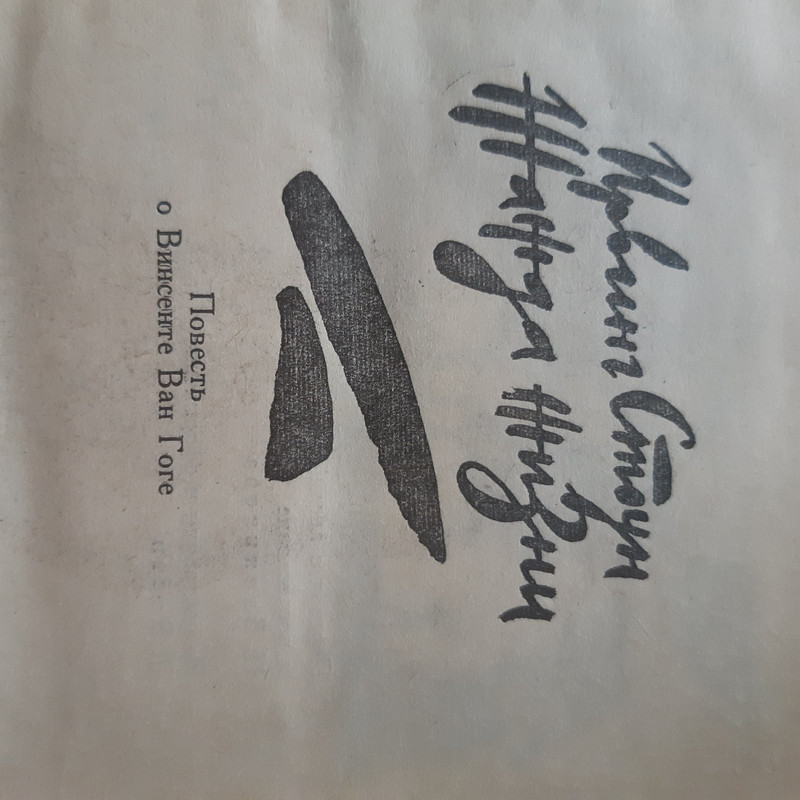 Ирвинг Стоун
Жажда жизни
Повесть
о Винсенте Ван Гоге